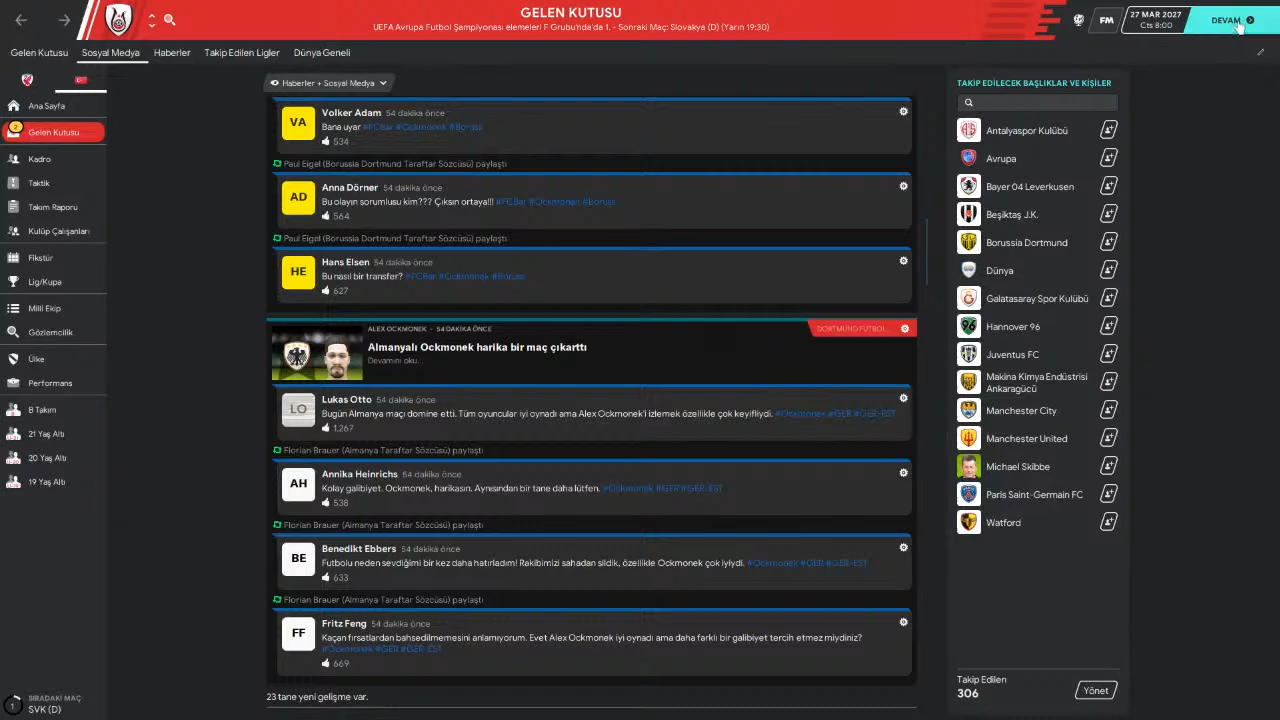 GELEN KUTUSU
UEFA Avrupa Futbol Şampiyonası elemeleri F Grubu'nda'da 1. - Sonraki Maç: Slovakya (D) (Yarın 19:30)
FM
27 MAR 2027
Cts 8:00
DEVAM
Gelen Kutusu
Sosyal Medya
Haberler
Takip Edilen Ligler
Dünya Geneli
Ana Sayfa
2
Gelen Kutusu
Kadro
Taktik
Takım Raporu
Kulüp Çalışanları
Fikstür
Lig/Kupa
Milli Ekip
Gözlemcilik
Ülke
Performans
B Takım
21 Yaş Altı
20 Yaş Altı
19 Yaş Altı
1
SIRADAKİ MAÇ
SVK (D)
Haberler + Sosyal Medya
VA
Volker Adam 54 dakika önce
Bana uyar #FCBar #Ockmonek #Boruss
534
Paul Eigel (Borussia Dortmund Taraftar Sözcüsü) paylaştı
AD
Anna Dörner 54 dakika önce
Bu olayın sorumlusu kim??? Çıksın ortaya!!! #FCBar #Ockmonek #Boruss
564
Paul Eigel (Borussia Dortmund Taraftar Sözcüsü) paylaştı
HE
Hans Elsen 54 dakika önce
Bu nasıl bir transfer? #FCBar #Ockmonek #Boruss
627
ALEX OCKMONEK - 54 DAKİKA ÖNCE
DORTMUND FUTBOL...
Almanyalı Ockmonek harika bir maç çıkarttı
Devamını oku...
LO
Lukas Otto 54 dakika önce
Bugün Almanya maçı domine etti. Tüm oyuncular iyi oynadı ama Alex Ockmonek'i izlemek özellikle çok keyifliydi. #Ockmonek #GER #GER-EST
1,267
Florian Brauer (Almanya Taraftar Sözcüsü) paylaştı
AH
Annika Heinrichs 54 dakika önce
Kolay galibiyet. Ockmonek, harikasın. Aynısından bir tane daha lütfen. #Ockmonek #GER #GER-EST
538
Florian Brauer (Almanya Taraftar Sözcüsü) paylaştı
BE
Benedikt Ebbers 54 dakika önce
Futbolu neden sevdiğimi bir kez daha hatırladım! Rakibimizi sahadan sildik, özellikle Ockmonek çok iyiydi. #Ockmonek #GER #GER-EST
633
Florian Brauer (Almanya Taraftar Sözcüsü) paylaştı
FF
Fritz Feng 54 dakika önce
Kaçan fırsatlardan bahsedilmemesini anlamıyorum. Evet Alex Ockmonek iyi oynadı ama daha farklı bir galibiyet tercih etmez miydiniz?
#Ockmonek #GER #GER-EST
669
23 tane yeni gelişme var.
TAKİP EDİLECEK BAŞLIKLAR VE KİŞİLER
Antalyaspor Kulübü
Avrupa
Bayer 04 Leverkusen
Beşiktaş J.K.
Borussia Dortmund
Dünya
Galatasaray Spor Kulübü
Hannover 96
Juventus FC
Makina Kimya Endüstrisi
Ankaragücü
Manchester City
Manchester United
Michael Skibbe
Paris Saint-Germain FC
Watford
Takip Edilen
306
Yönet